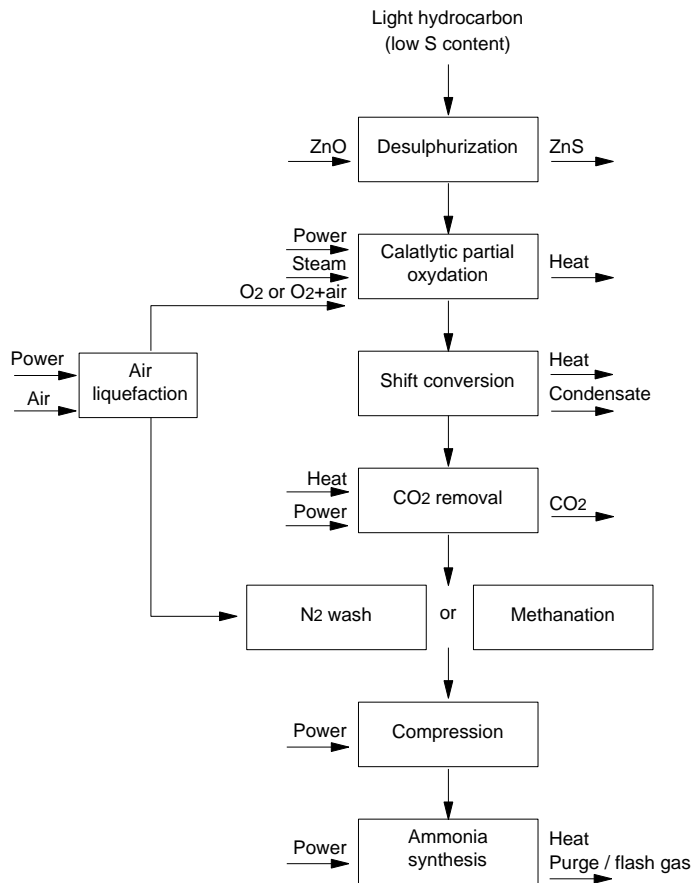 Light hydrocarbon
(low S content)
ZnO
Desulphurization
ZnS
Power
Steam
O2 or O2+air
Calatlytic partial
oxydation
Heat
Power
Air
Air
liquefaction
Shift conversion
Heat
Condensate
Heat
Power
CO2 removal
CO2
N2 wash
or
Methanation
Power
Compression
Power
Ammonia
synthesis
Heat
Purge / flash gas